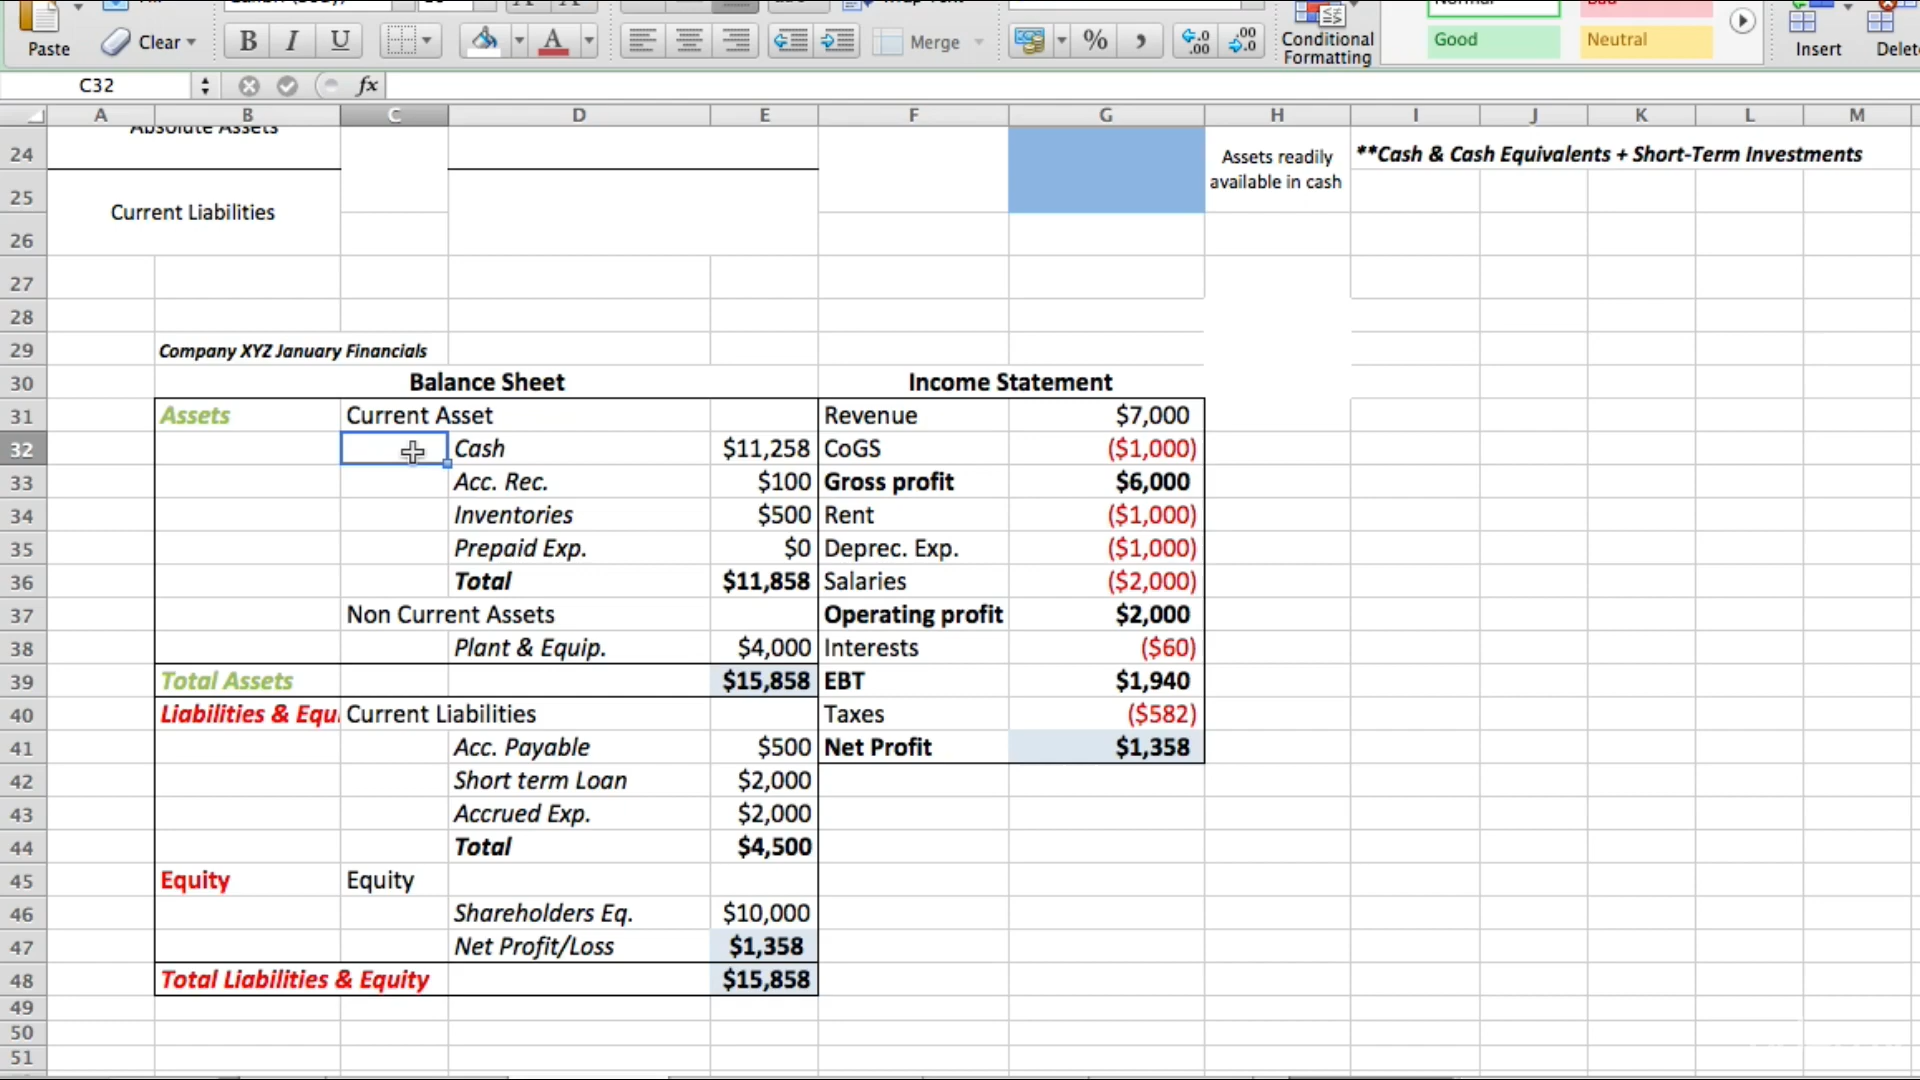 Paste
Clear
B I U
Merge
%
Conditional
Formatting
Good
Neutral
Insert
C32
fx
A B C D E F G H I J K L M
Absolute Assets
24 Assets readily **Cash & Cash Equivalents + Short-Term Investments
available in cash
25
Current Liabilities
26
27
28
29 Company XYZ January Financials
30 Balance Sheet Income Statement
31 Assets Current Asset Revenue $7,000
32 Cash $11,258 CoGS ($1,000)
33 Acc. Rec. $100 Gross profit $6,000
34 Inventories $500 Rent ($1,000)
35 Prepaid Exp. $0 Deprec. Exp. ($1,000)
36 Total $11,858 Salaries ($2,000)
37 Non Current Assets Operating profit $2,000
38 Plant & Equip. $4,000 Interests ($60)
39 Total Assets $15,858 EBT $1,940
40 Liabilities & Equi Current Liabilities Taxes ($582)
41 Acc. Payable $500 Net Profit $1,358
42 Short term Loan $2,000
43 Accrued Exp. $2,000
44 Total $4,500
45 Equity Equity
46 Shareholders Eq. $10,000
47 Net Profit/Loss $1,358
48 Total Liabilities & Equity $15,858
49
50
51